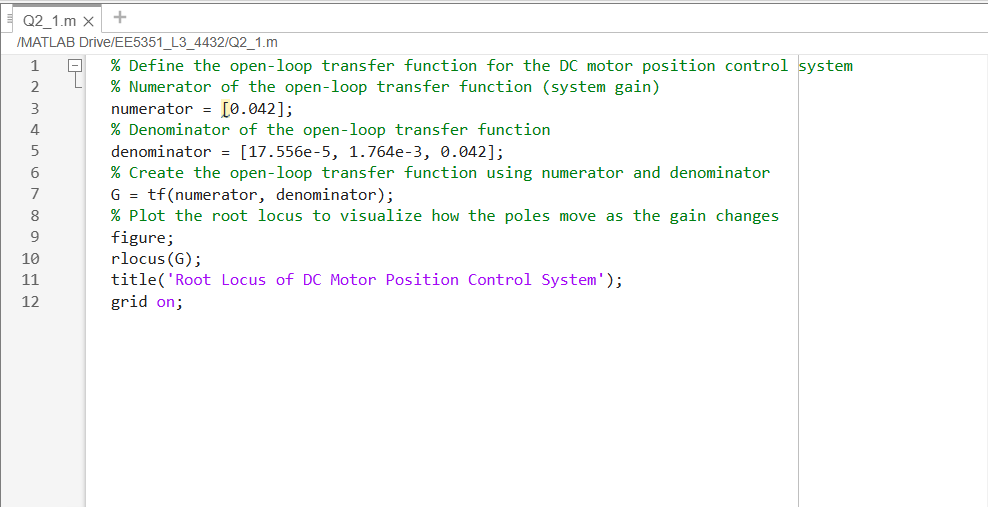 Q2_1.m × +
/MATLAB Drive/EE5351_L3_4432/Q2_1.m
1 % Define the open-loop transfer function for the DC motor position control system
2 % Numerator of the open-loop transfer function (system gain)
3 numerator = [0.042];
4 % Denominator of the open-loop transfer function
5 denominator = [17.556e-5, 1.764e-3, 0.042];
6 % Create the open-loop transfer function using numerator and denominator
7 G = tf(numerator, denominator);
8 % Plot the root locus to visualize how the poles move as the gain changes
9 figure;
10 rlocus(G);
11 title('Root Locus of DC Motor Position Control System');
12 grid on;